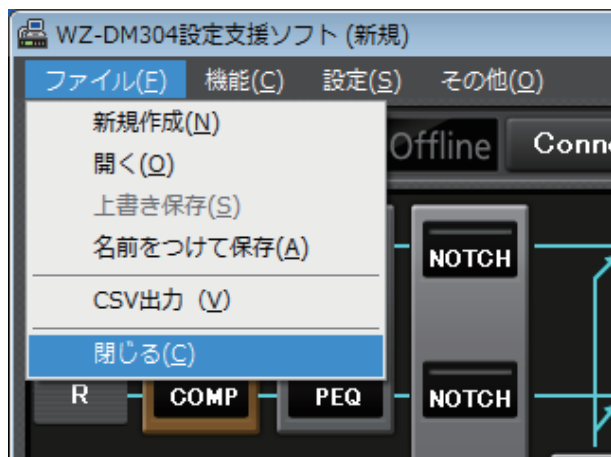 WZ-DM304設定支援ソフト (新規)
ファイル(F) 機能(C) 設定(S) その他(O)
新規作成(N)
開く(O)
上書き保存(S)
名前をつけて保存(A)
CSV出力 (V)
閉じる(C)
Offline Conne
NOTCH
R COMP PEQ NOTCH